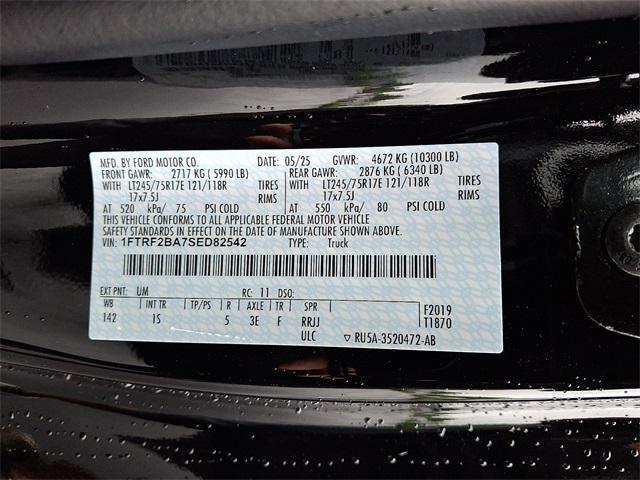 MFD. BY FORD MOTOR CO. DATE: 05/25 GVWR: 4672 KG (10300 LB)
FRONT GAWR: 2717 KG ( 5990 LB) REAR GAWR: 2876 KG ( 6340 LB)
WITH LT245/75R17E 121/118R TIRES WITH LT245/75R17E 121/118R TIRES
17x7.5J RIMS 17x7.5J RIMS
AT 520 kPa/ 75 PSI COLD AT 550 kPa/ 80 PSI COLD
THIS VEHICLE CONFORMS TO ALL APPLICABLE FEDERAL MOTOR VEHICLE
SAFETY STANDARDS IN EFFECT ON THE DATE OF MANUFACTURE SHOWN ABOVE.
VIN: 1FTRF2BA7SED82542 TYPE: Truck
EXT PNT: UM RC: 11 DSO:
WB INT TR TP/PS R AXLE TR SPR F2019
142 1S 5 3E F RRJJ T1870
ULC ▽ RU5A-3520472-AB